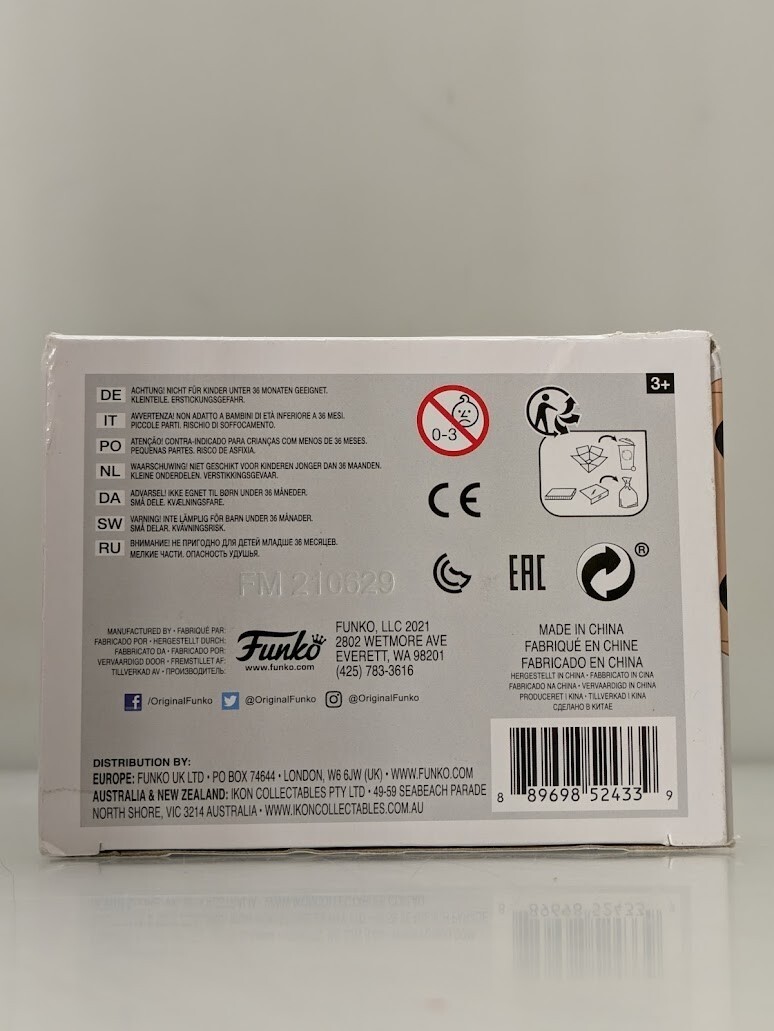 3+
DE ACHTUNG! NICHT FÜR KINDER UNTER 36 MONATEN GEEIGNET.
KLEINTEILE. ERSTICKUNGSGEFAHR.
IT AVVERTENZA! NON ADATTO A BAMBINI DI ETÀ INFERIORE A 36 MESI.
PICCOLE PARTI. RISCHIO DI SOFFOCAMENTO.
PO ATENÇÃO! CONTRA-INDICADO PARA CRIANÇAS COM MENOS DE 36 MESES.
PEQUENAS PARTES. RISCO DE ASFIXIA.
NL WAARSCHUWING! NIET GESCHIKT VOOR KINDEREN JONGER DAN 36 MAANDEN.
KLEINE ONDERDELEN. VERSTIKKINGSGEVAAR.
DA ADVARSEL! IKKE EGNET TIL BØRN UNDER 36 MÅNEDER.
SMÅ DELE. KVÆLNINGSFARE.
SW VARNING! INTE LÄMPLIG FÖR BARN UNDER 36 MÅNADER.
SMÅ DELAR. KVÄVNINGSRISK.
RU ВНИМАНИЕ! НЕ ПРИГОДНО ДЛЯ ДЕТЕЙ МЛАДШЕ 36 МЕСЯЦЕВ.
МЕЛКИЕ ЧАСТИ. ОПАСНОСТЬ УДУШЬЯ.
0-3
CE
EAC
®
FM 210629
MANUFACTURED BY • FABRIQUÉ PAR:
FABRICADO POR • HERGESTELLT DURCH:
FABBRICATO DA • FABRICADO POR:
VERVAARDIGD DOOR • FREMSTILLET AF:
TILLVERKAD AV • ПРОИЗВОДИТЕЛЬ:
Funko
www.funko.com
FUNKO, LLC 2021
2802 WETMORE AVE
EVERETT, WA 98201
(425) 783-3616
MADE IN CHINA
FABRIQUÉ EN CHINE
FABRICADO EN CHINA
HERGESTELLT IN CHINA • FABBRICATO IN CINA
FABRICADO NA CHINA • VERVAARDIGD IN CHINA
PRODUCERET I KINA • TILLVERKAD I KINA
СДЕЛАНО В КИТАЕ
/OriginalFunko @OriginalFunko @OriginalFunko
DISTRIBUTION BY:
EUROPE: FUNKO UK LTD • PO BOX 74644 • LONDON, W6 6JW (UK) • WWW.FUNKO.COM
AUSTRALIA & NEW ZEALAND: IKON COLLECTABLES PTY LTD • 49-59 SEABEACH PARADE
NORTH SHORE, VIC 3214 AUSTRALIA • WWW.IKONCOLLECTABLES.COM.AU
8 89698 52433 9